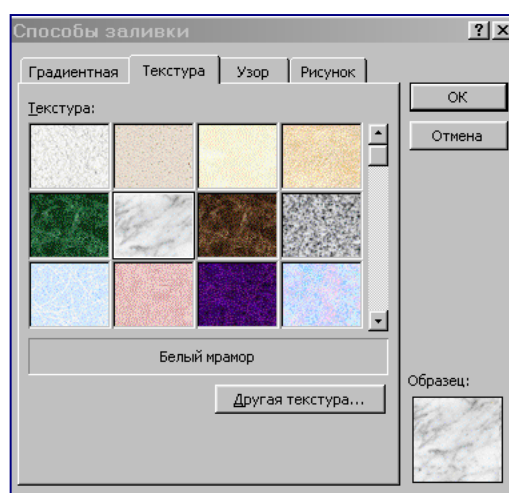 Способы заливки
Градиентная Текстура Узор Рисунок
Текстура:
ОК
Отмена
Белый мрамор
Другая текстура...
Образец: